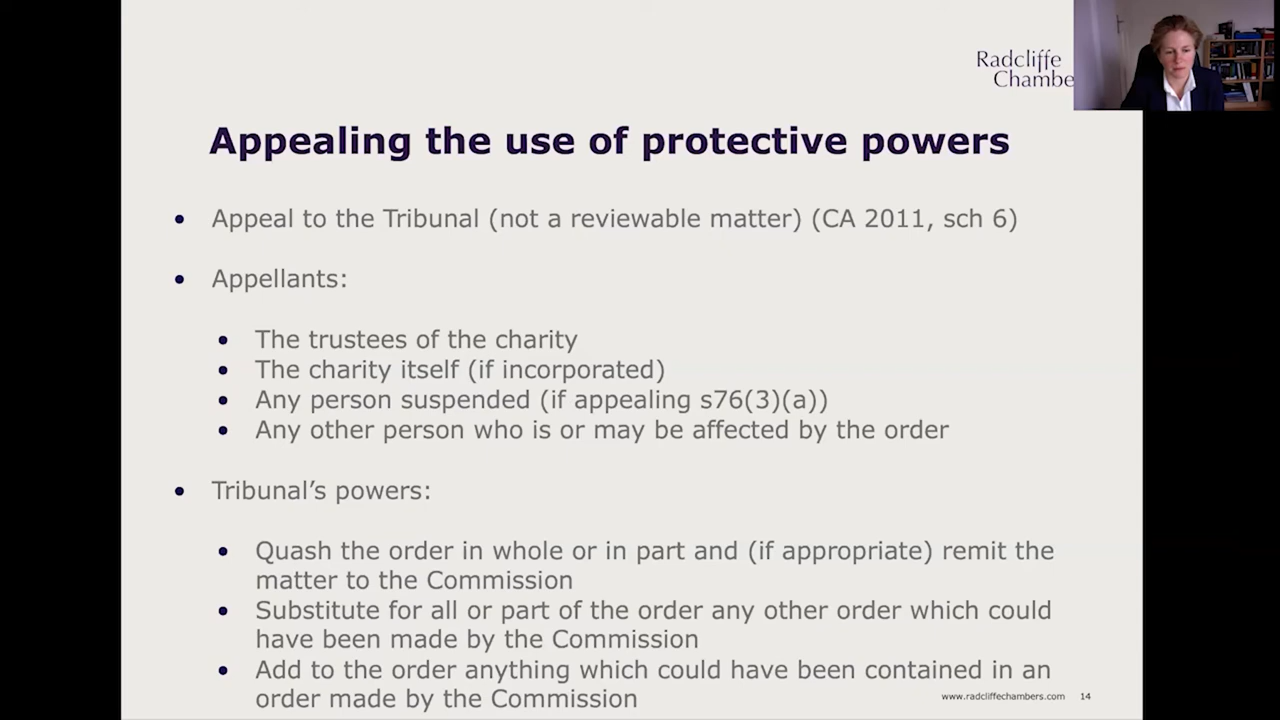 Radcliffe
Chambe
Appealing the use of protective powers
• Appeal to the Tribunal (not a reviewable matter) (CA 2011, sch 6)
• Appellants:
• The trustees of the charity
• The charity itself (if incorporated)
• Any person suspended (if appealing s76(3)(a))
• Any other person who is or may be affected by the order
• Tribunal’s powers:
• Quash the order in whole or in part and (if appropriate) remit the
matter to the Commission
• Substitute for all or part of the order any other order which could
have been made by the Commission
• Add to the order anything which could have been contained in an
order made by the Commission
www.radcliffechambers.com 14